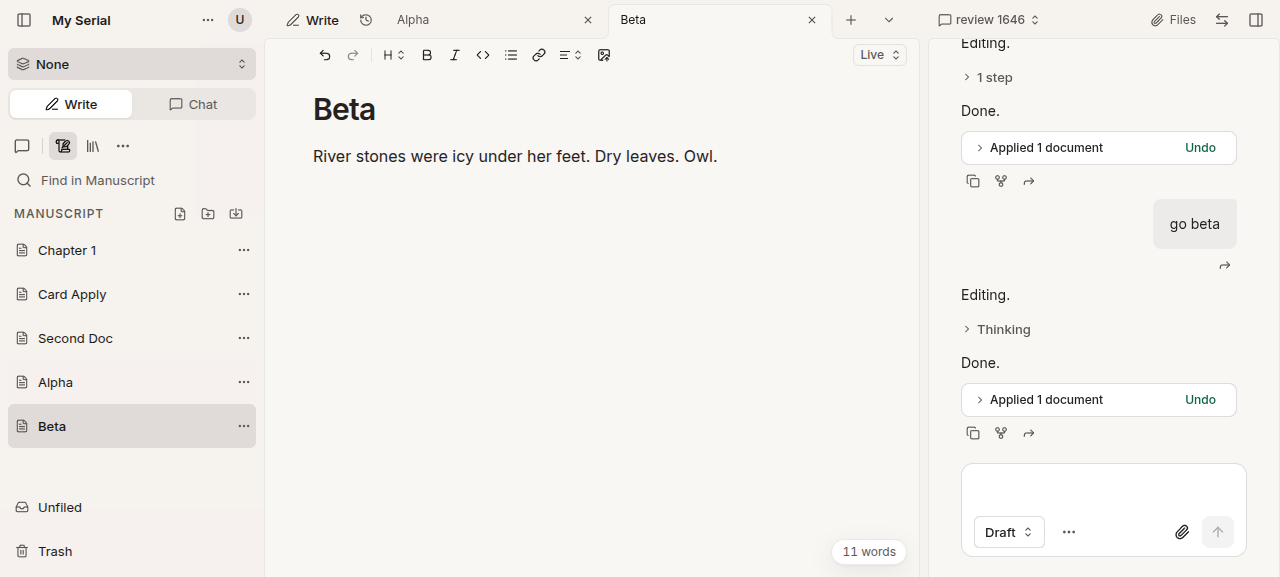 My Serial
U
None
Write
Chat
Find in Manuscript
MANUSCRIPT
Chapter 1
Card Apply
Second Doc
Alpha
Beta
Unfiled
Trash
Write
Alpha
Beta
H
B
I
Live
Beta
River stones were icy under her feet. Dry leaves. Owl.
11 words
review 1646
Files
Editing.
1 step
Done.
Applied 1 document
Undo
go beta
Editing.
Thinking
Done.
Applied 1 document
Undo
Draft